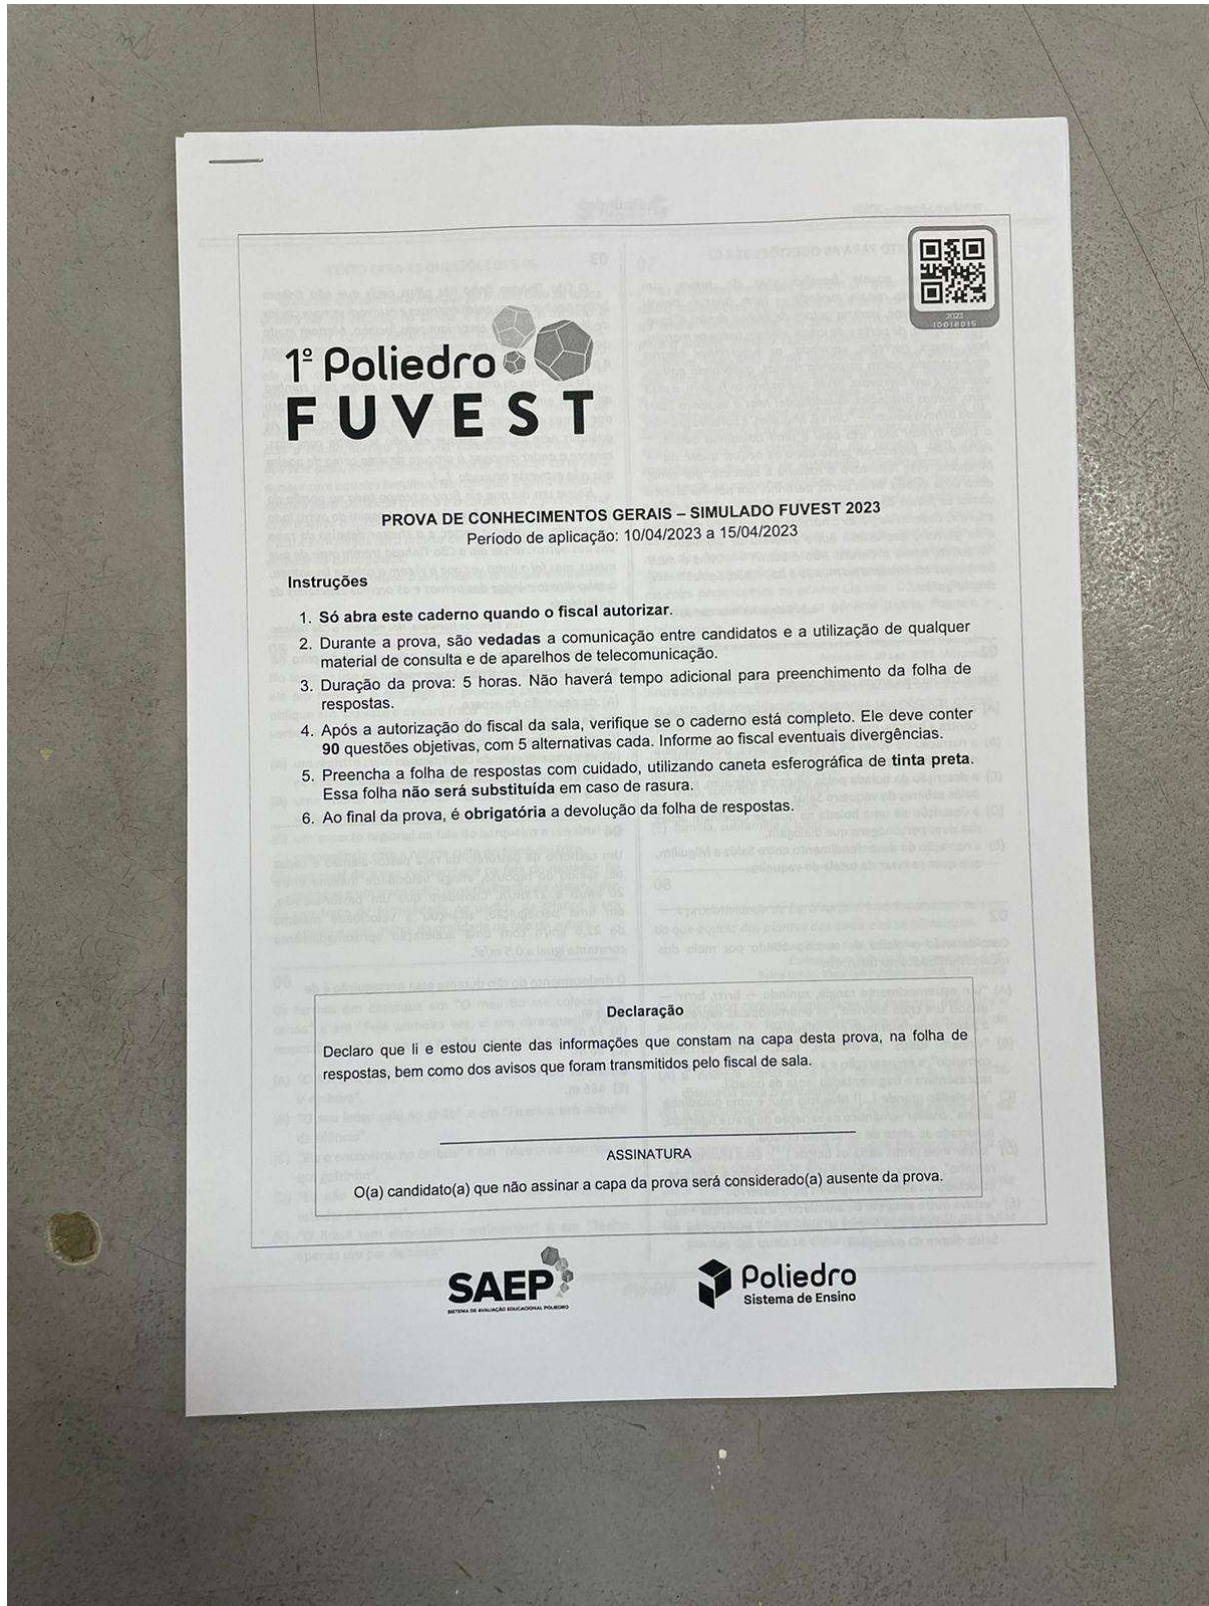 2023
10018015
1º Poliedro
FUVEST
PROVA DE CONHECIMENTOS GERAIS – SIMULADO FUVEST 2023
Período de aplicação: 10/04/2023 a 15/04/2023
Instruções
1. Só abra este caderno quando o fiscal autorizar.
2. Durante a prova, são vedadas a comunicação entre candidatos e a utilização de qualquer
material de consulta e de aparelhos de telecomunicação.
3. Duração da prova: 5 horas. Não haverá tempo adicional para preenchimento da folha de
respostas.
4. Após a autorização do fiscal da sala, verifique se o caderno está completo. Ele deve conter
90 questões objetivas, com 5 alternativas cada. Informe ao fiscal eventuais divergências.
5. Preencha a folha de respostas com cuidado, utilizando caneta esferográfica de tinta preta.
Essa folha não será substituída em caso de rasura.
6. Ao final da prova, é obrigatória a devolução da folha de respostas.
Declaração
Declaro que li e estou ciente das informações que constam na capa desta prova, na folha de
respostas, bem como dos avisos que foram transmitidos pelo fiscal de sala.
ASSINATURA
O(a) candidato(a) que não assinar a capa da prova será considerado(a) ausente da prova.
SAEP
SISTEMA DE AVALIAÇÃO EDUCACIONAL POLIEDRO
Poliedro
Sistema de Ensino